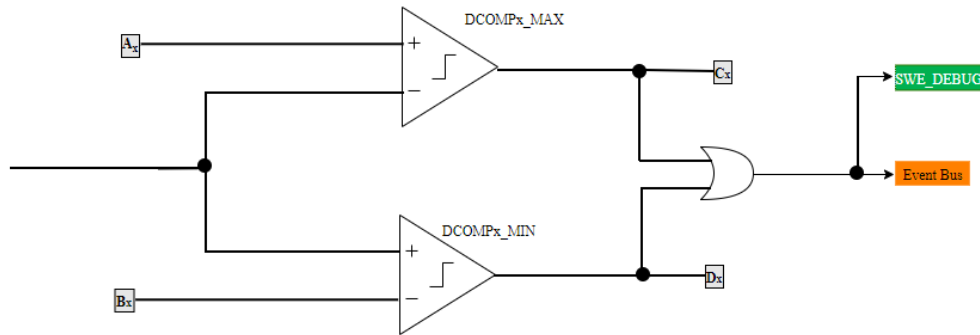 DCOMPx_MAX
Ax
+
−
Cx
SWE_DEBUG
Event Bus
DCOMPx_MIN
+
−
Bx
Dx